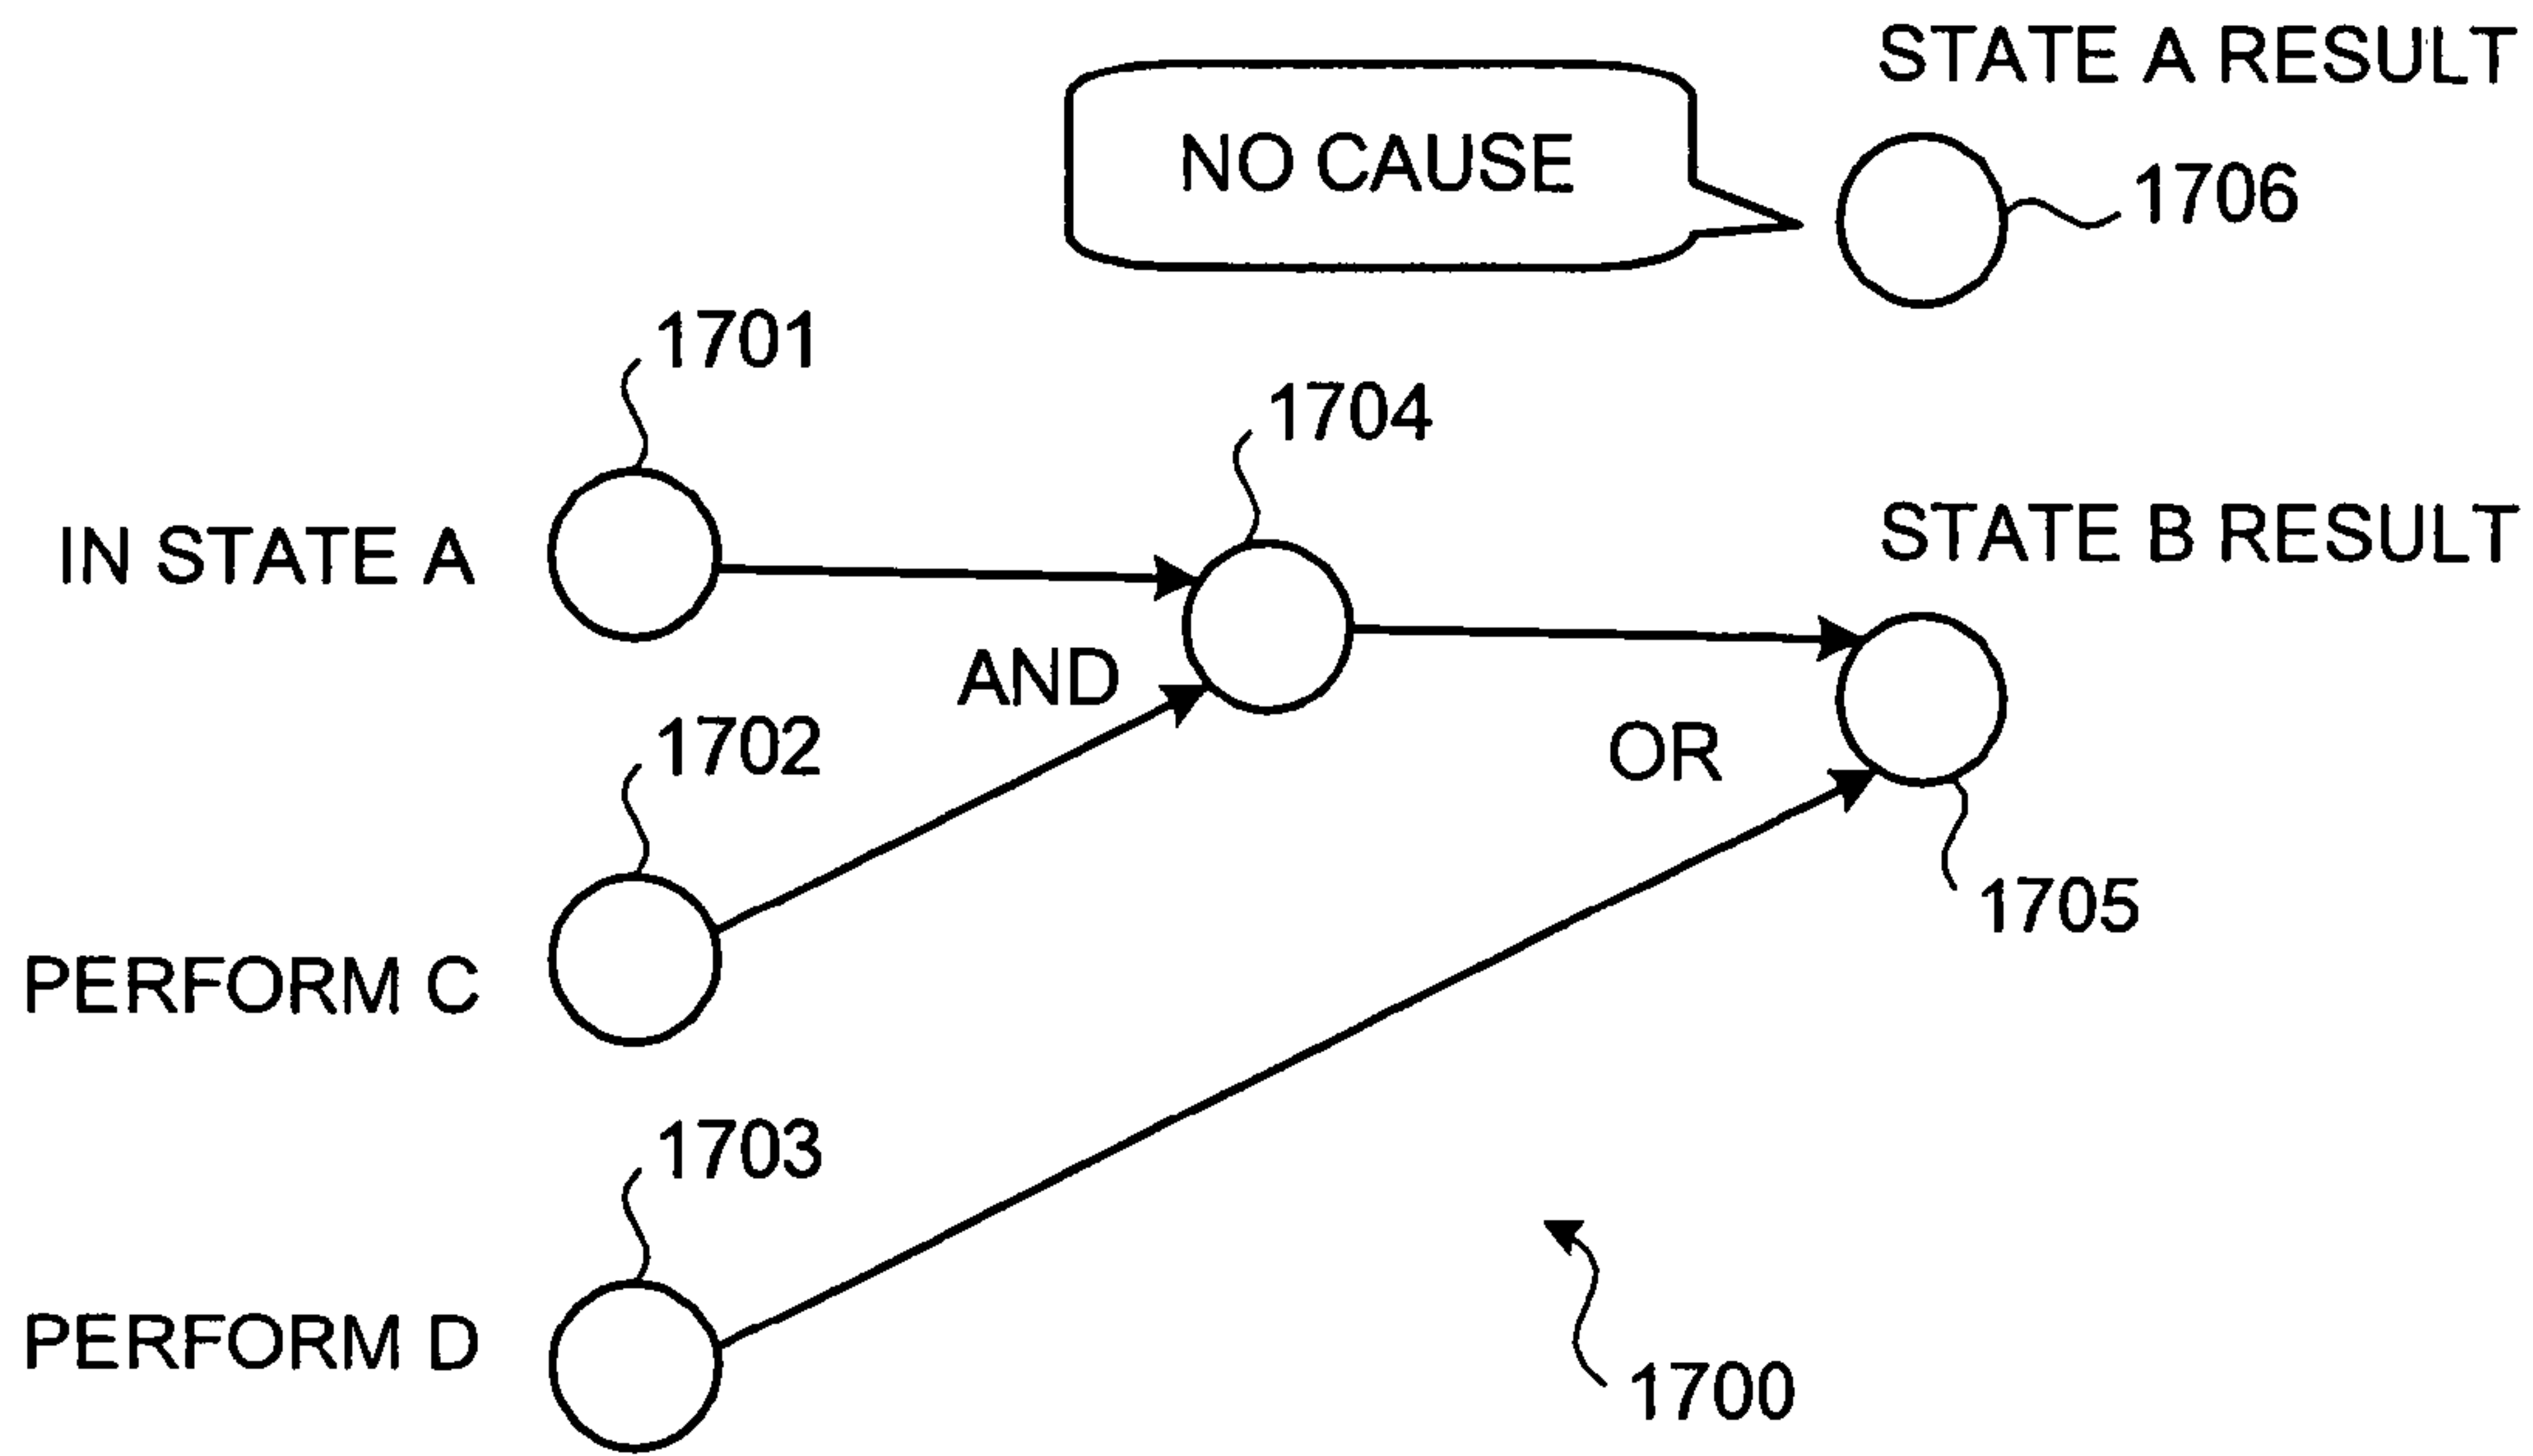 STATE A RESULT
NO CAUSE
1706
1701
1704
IN STATE A
STATE B RESULT
AND
1702
OR
1705
PERFORM C
1703
PERFORM D
1700